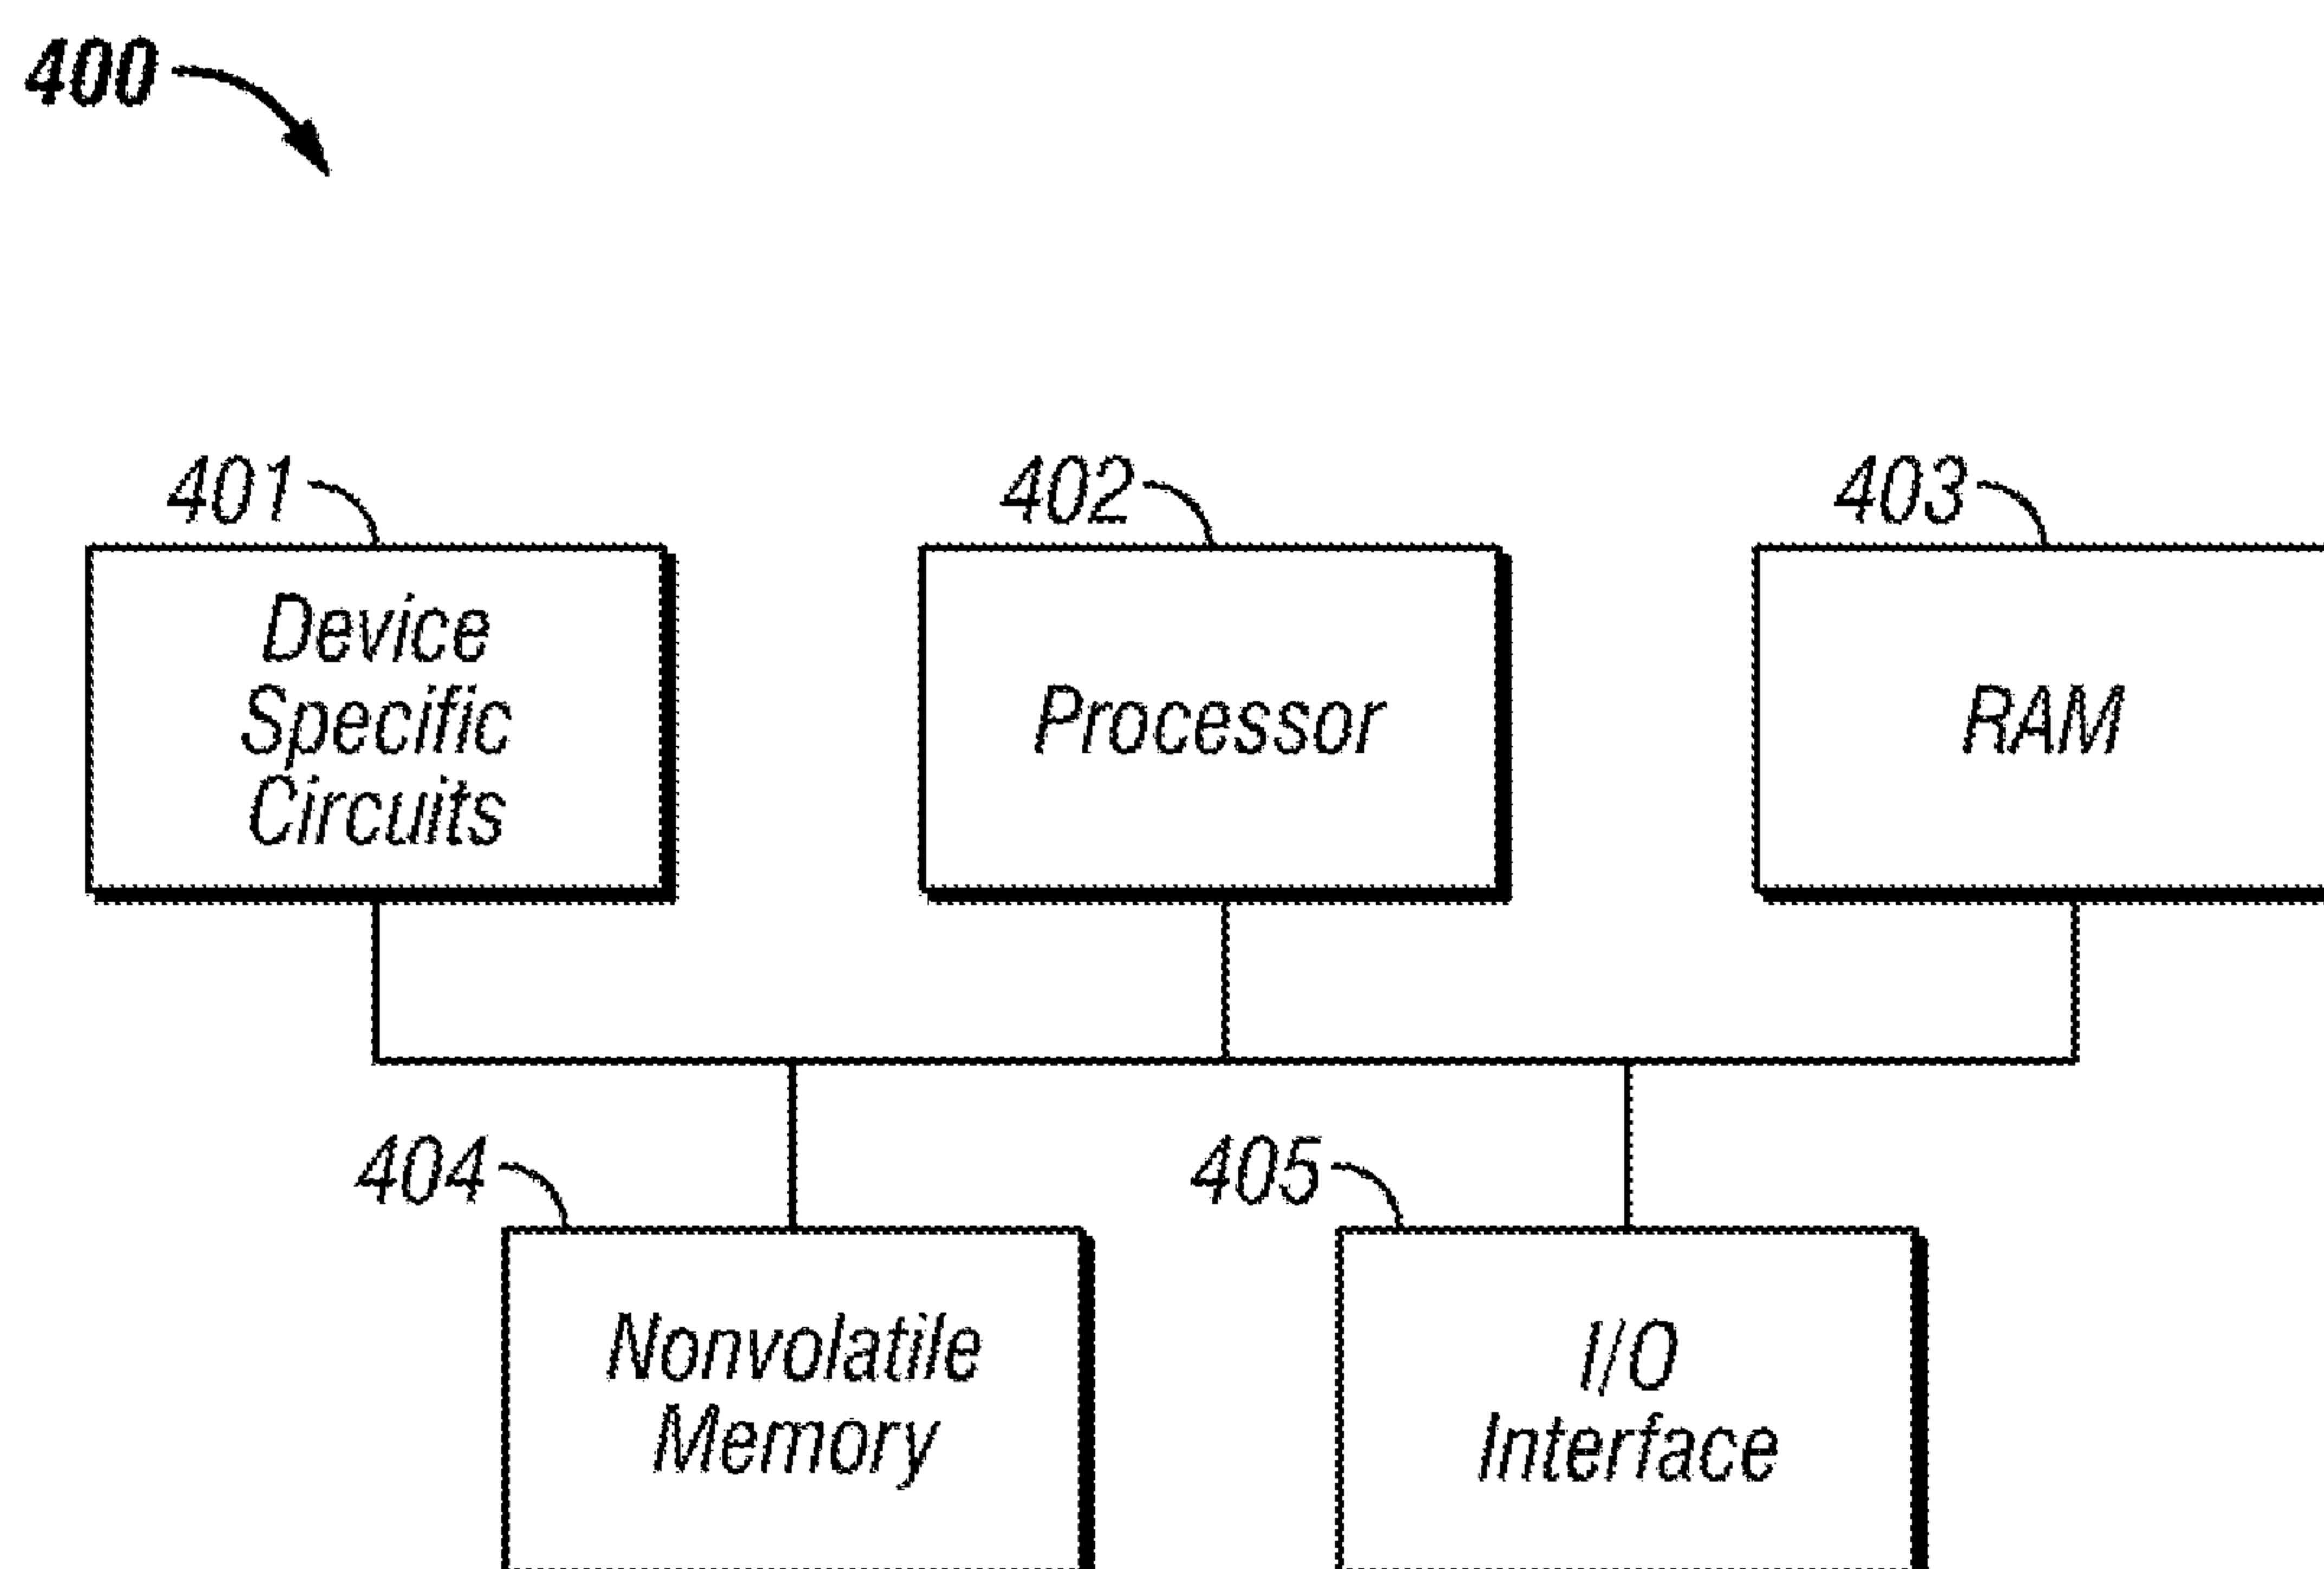 400
401
402
403
Device
Specific
Circuits
Processor
RAM
404
405
Nonvolatile
Memory
I/O
Interface